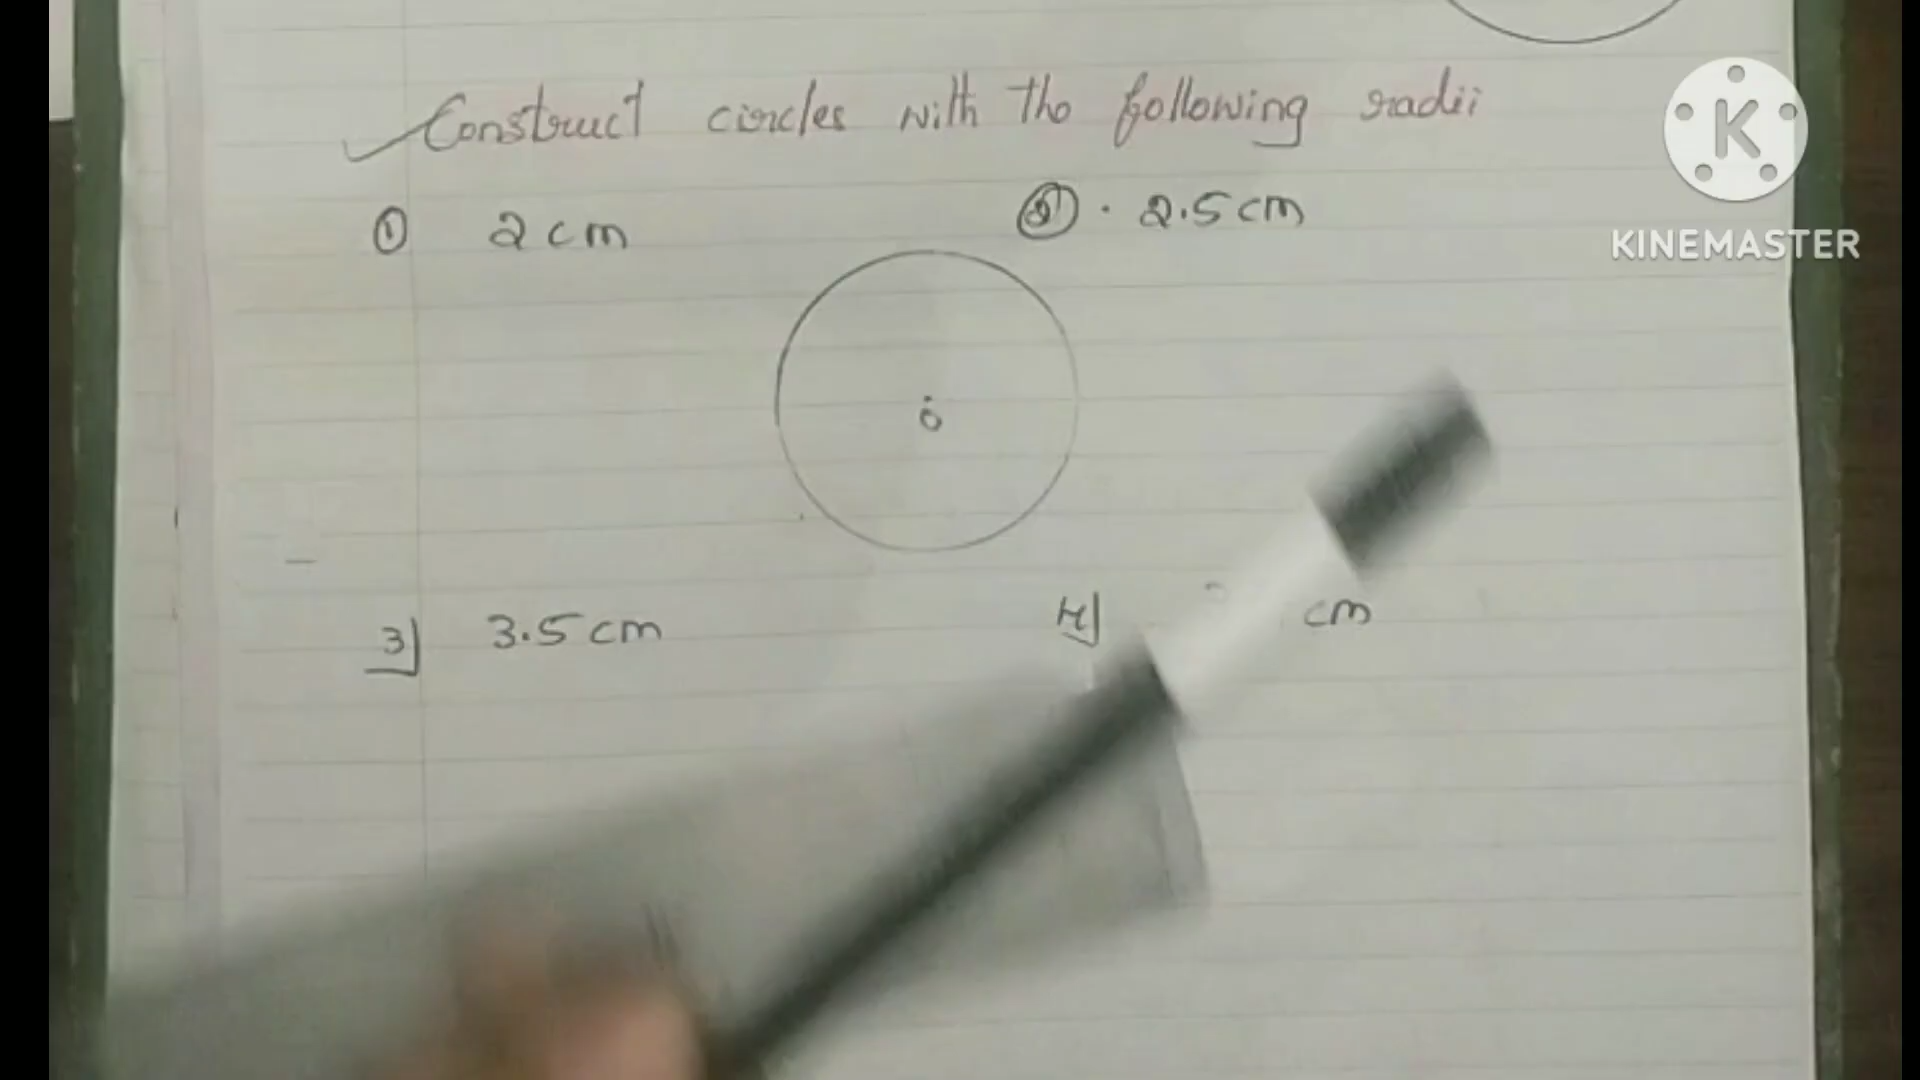 Construct circles with the following radii
① 2 cm
② . 2.5 cm
o
3) 3.5 cm
4) cm
K
KINEMASTER